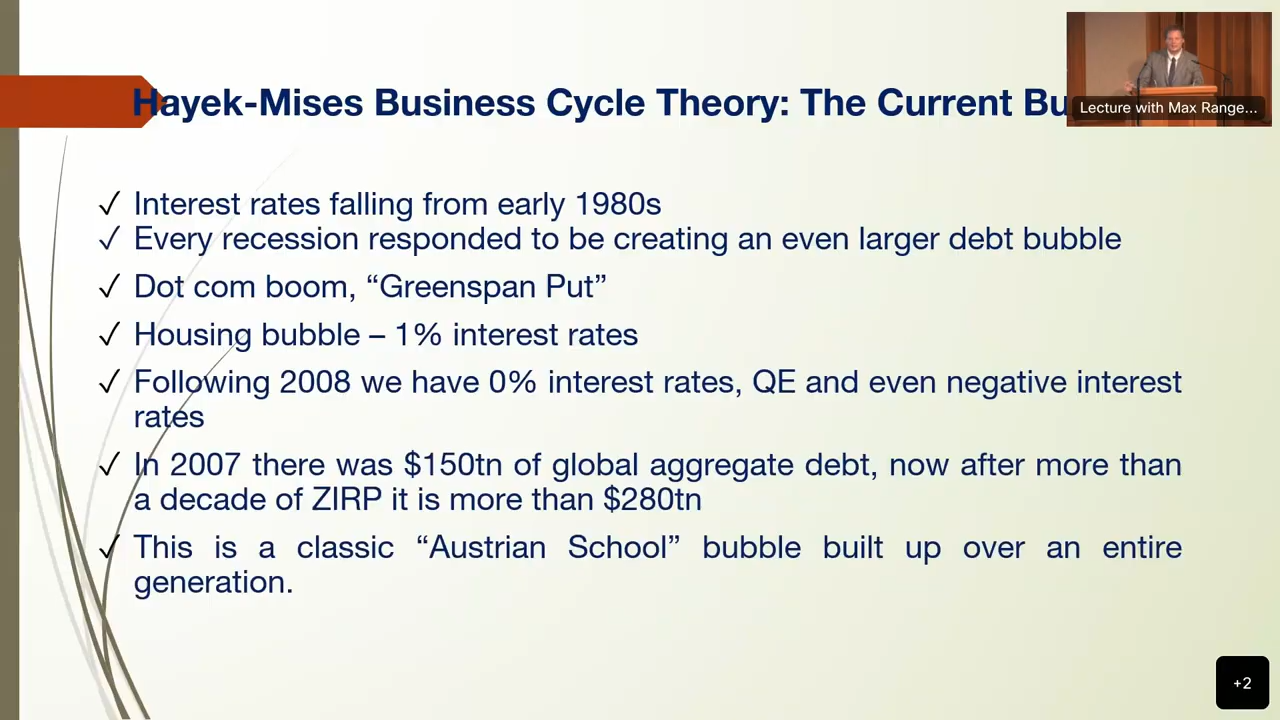 Hayek-Mises Business Cycle Theory: The Current Bu
Lecture with Max Range...
✓ Interest rates falling from early 1980s
✓ Every recession responded to be creating an even larger debt bubble
✓ Dot com boom, “Greenspan Put”
✓ Housing bubble – 1% interest rates
✓ Following 2008 we have 0% interest rates, QE and even negative interest
rates
✓ In 2007 there was $150tn of global aggregate debt, now after more than
a decade of ZIRP it is more than $280tn
✓ This is a classic “Austrian School” bubble built up over an entire
generation.
+2